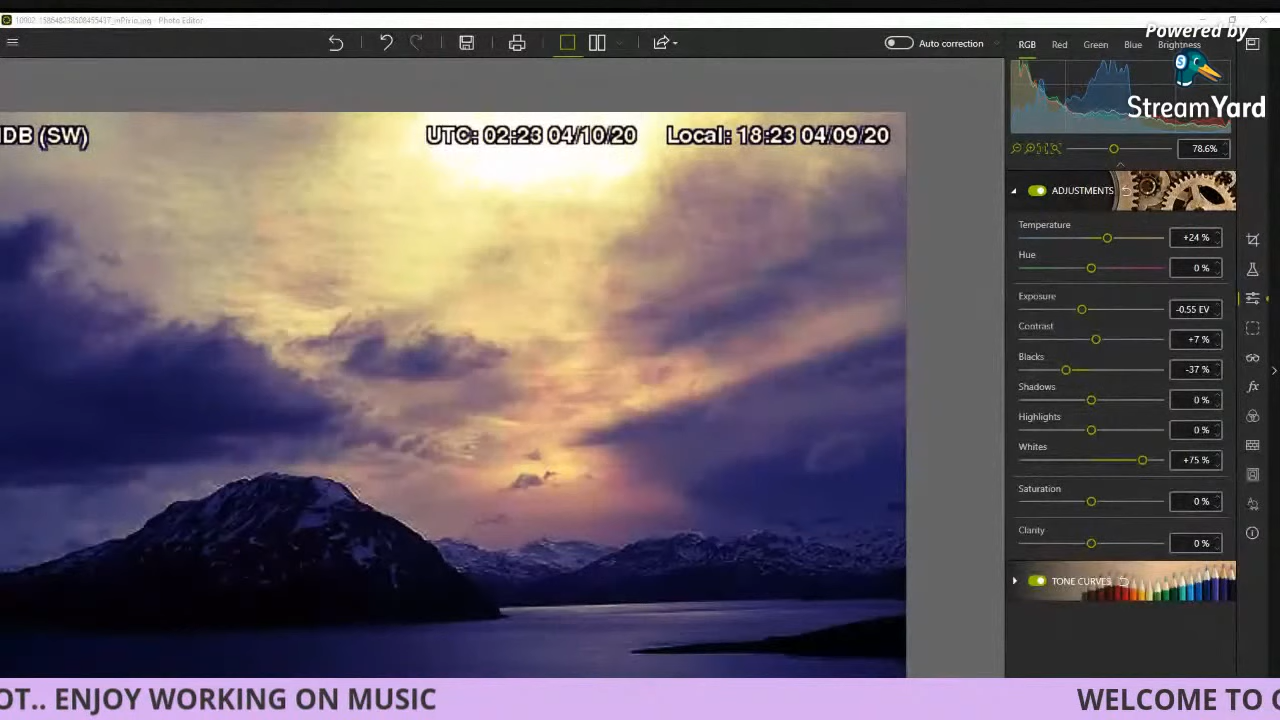 10902_158648238508455437_inPixio.jpg - Photo Editor
Powered by
StreamYard
Auto correction
RGB Red Green Blue Brightness
IDB (SW) UTC: 02:23 04/10/20 Local: 18:23 04/09/20
78.6%
ADJUSTMENTS
Temperature
+24 %
Hue
0 %
Exposure
-0.55 EV
Contrast
+7 %
Blacks
-37 %
Shadows
0 %
Highlights
0 %
Whites
+75 %
Saturation
0 %
Clarity
0 %
TONE CURVES
OT.. ENJOY WORKING ON MUSIC WELCOME TO